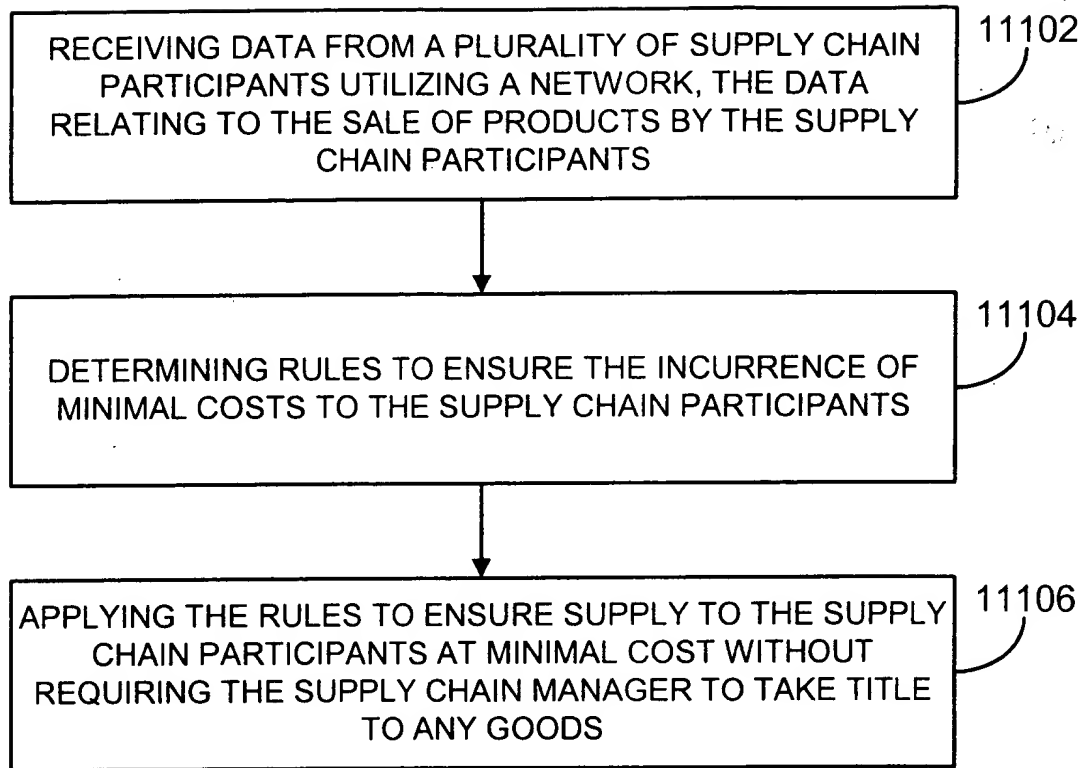 RECEIVING DATA FROM A PLURALITY OF SUPPLY CHAIN
PARTICIPANTS UTILIZING A NETWORK, THE DATA
RELATING TO THE SALE OF PRODUCTS BY THE SUPPLY
CHAIN PARTICIPANTS
11102
DETERMINING RULES TO ENSURE THE INCURRENCE OF
MINIMAL COSTS TO THE SUPPLY CHAIN PARTICIPANTS
11104
APPLYING THE RULES TO ENSURE SUPPLY TO THE SUPPLY
CHAIN PARTICIPANTS AT MINIMAL COST WITHOUT
REQUIRING THE SUPPLY CHAIN MANAGER TO TAKE TITLE
TO ANY GOODS
11106